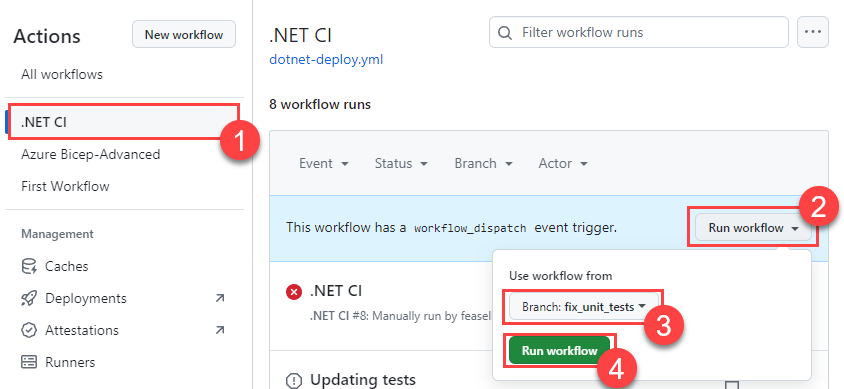 Actions
New workflow
All workflows
.NET CI
1
Azure Bicep-Advanced
First Workflow
Management
Caches
Deployments
Attestations
Runners
.NET CI
Filter workflow runs
dotnet-deploy.yml
8 workflow runs
Event
Status
Branch
Actor
This workflow has a workflow_dispatch event trigger.
Run workflow
2
Use workflow from
Branch: fix_unit_tests
3
Run workflow
4
.NET CI
.NET CI #8: Manually run by feasel
Updating tests